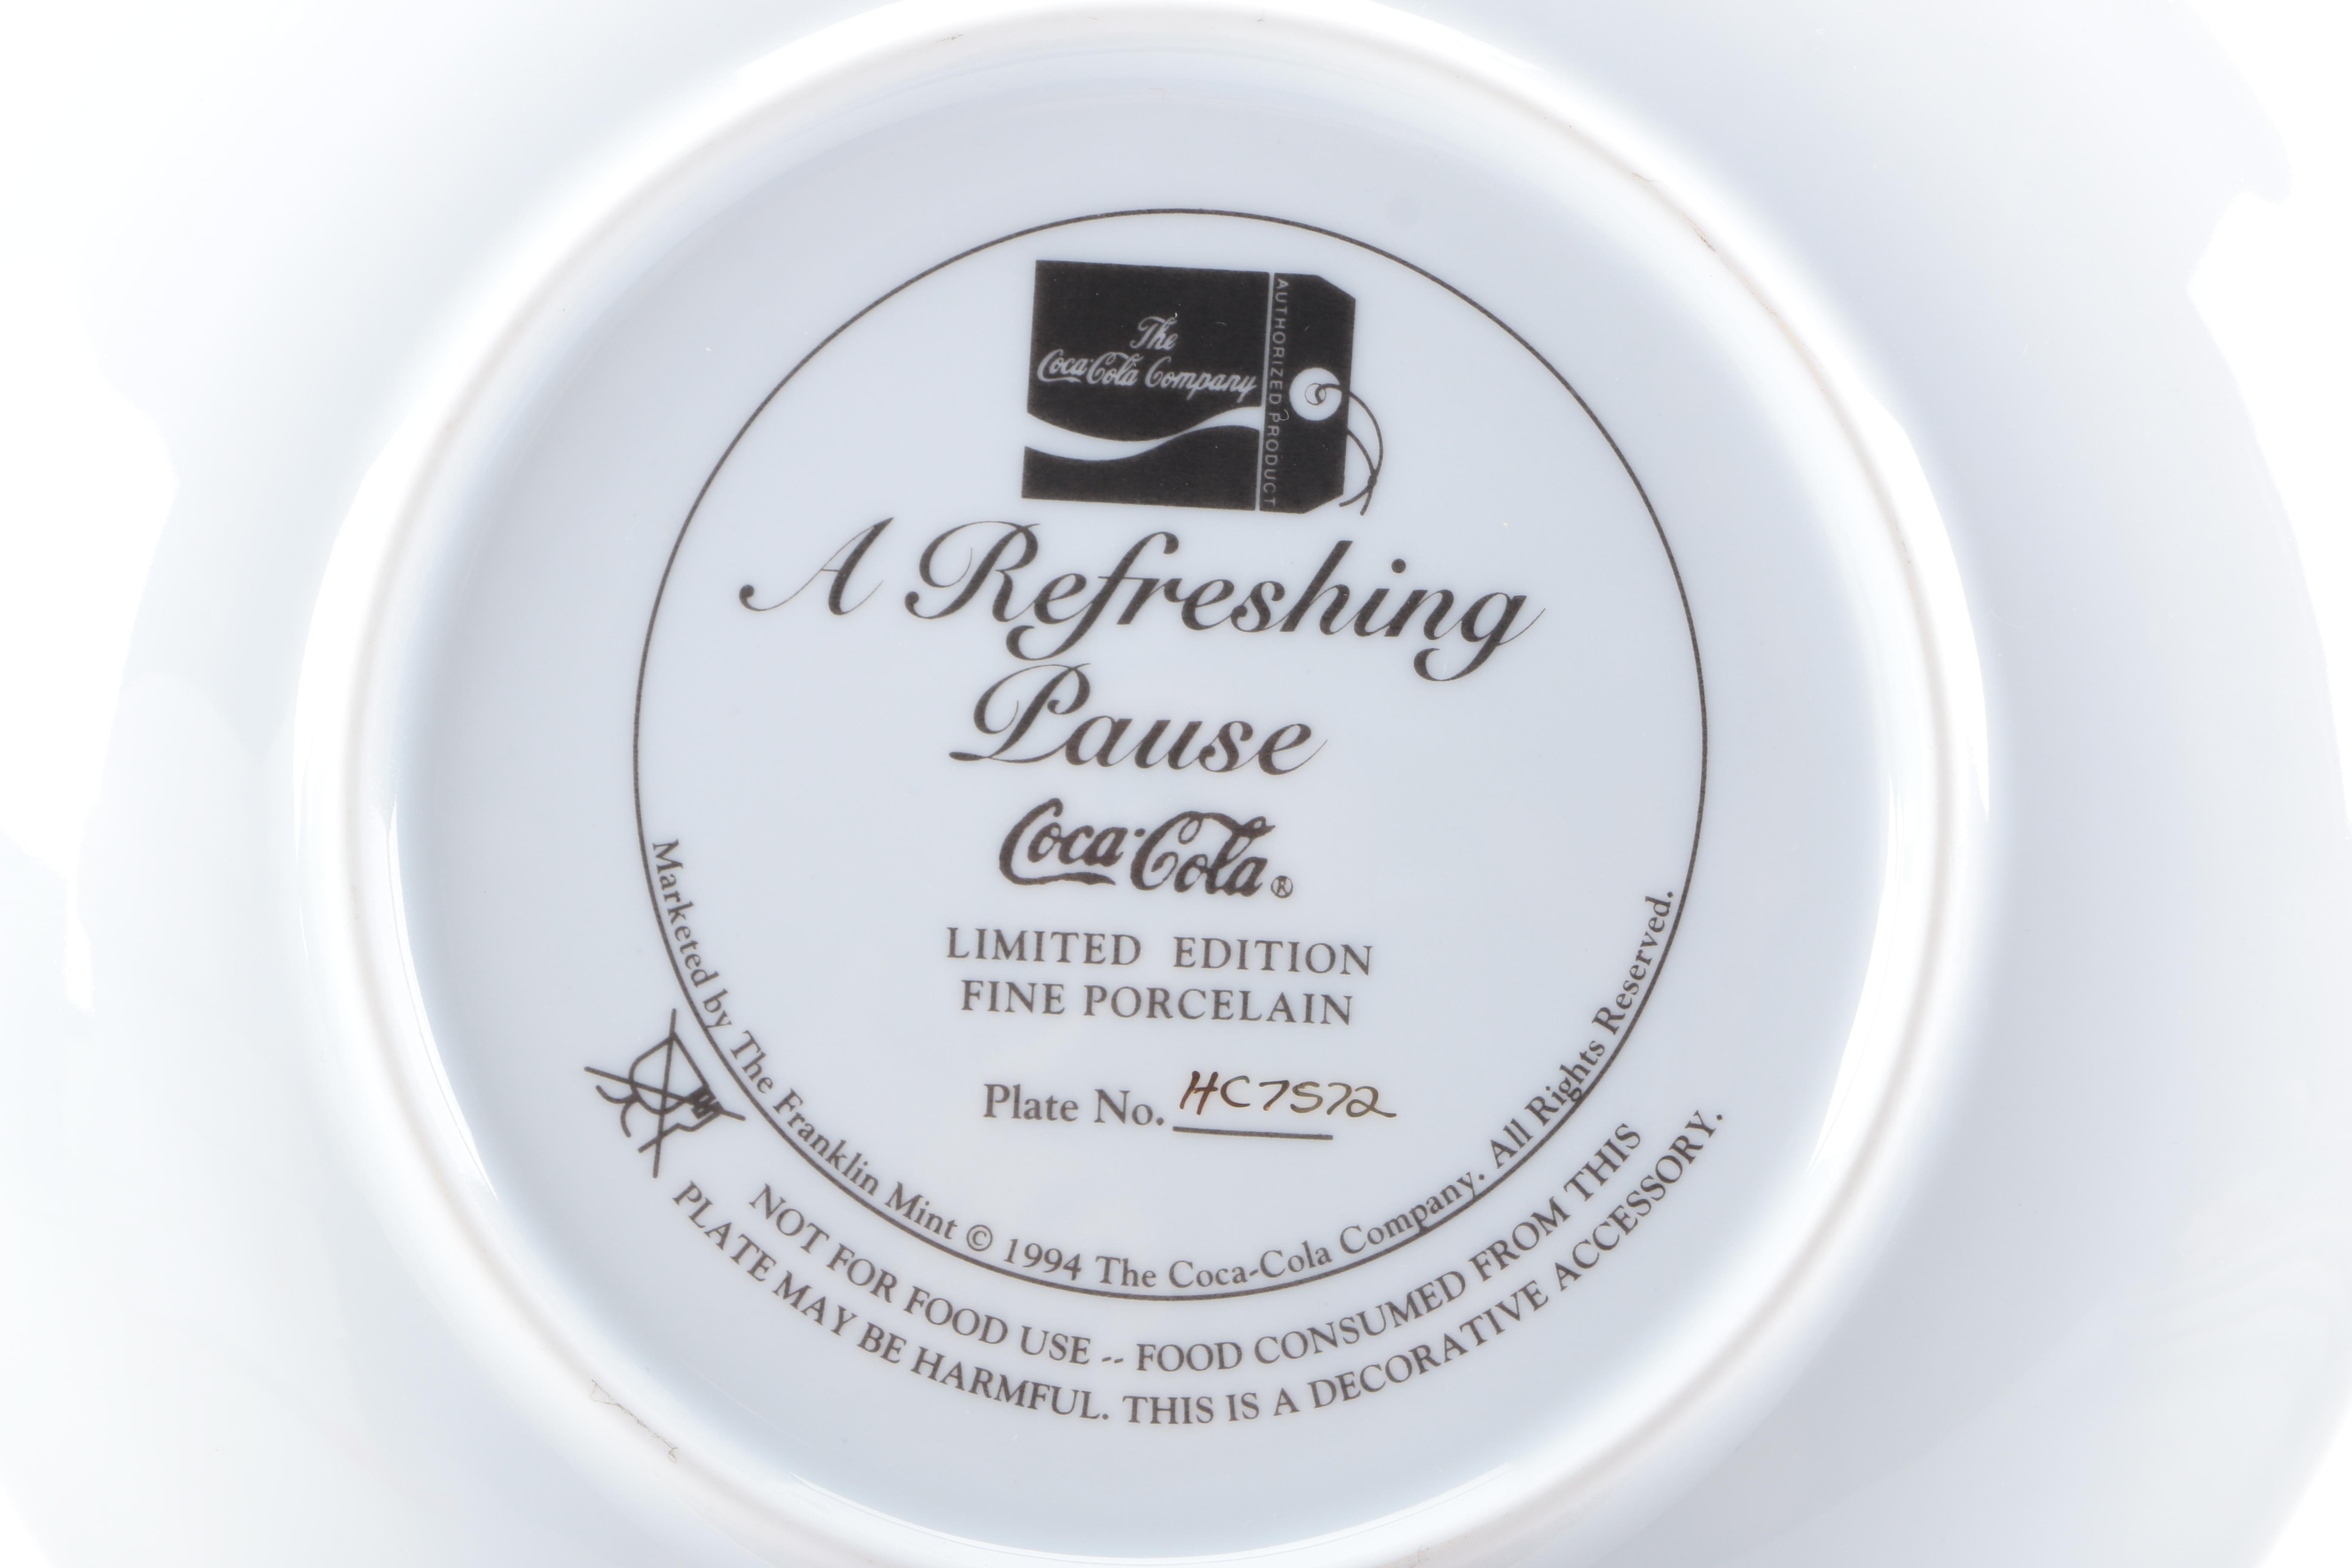 The
Coca-Cola Company
AUTHORIZED PRODUCT
A Refreshing
Pause
Coca-Cola®
LIMITED EDITION
FINE PORCELAIN
Plate No. HC7572
Marketed by The Franklin Mint © 1994 The Coca-Cola Company. All Rights Reserved.
NOT FOR FOOD USE -- FOOD CONSUMED FROM THIS
PLATE MAY BE HARMFUL. THIS IS A DECORATIVE ACCESSORY.